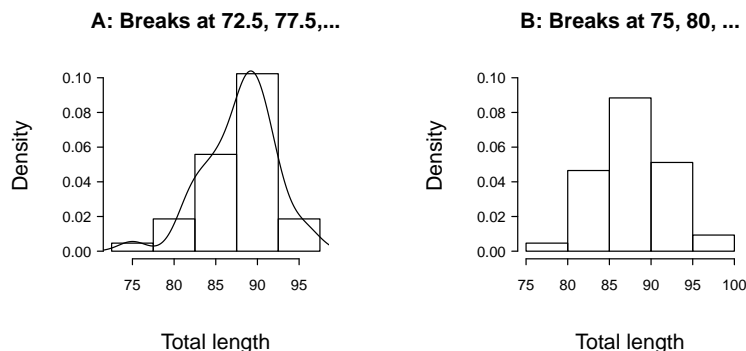 A: Breaks at 72.5, 77.5,...
0.10
0.08
0.06
0.04
0.02
0.00
Density
75 80 85 90 95
Total length
B: Breaks at 75, 80, ...
0.10
0.08
0.06
0.04
0.02
0.00
Density
75 80 85 90 95 100
Total length